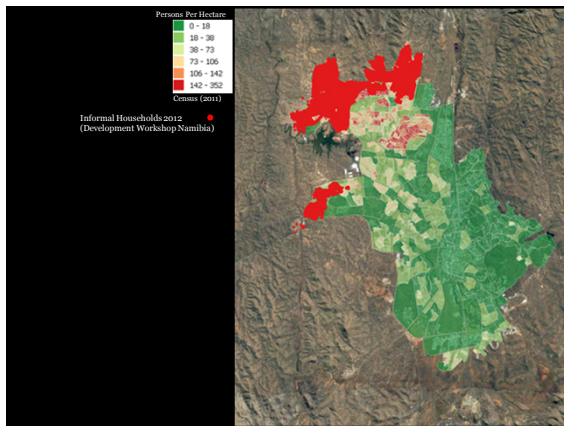 Persons Per Hectare
0 - 18
18 - 38
38 - 73
73 - 106
106 - 142
142 - 352
Census (2011)
Informal Households 2012
(Development Workshop Namibia)